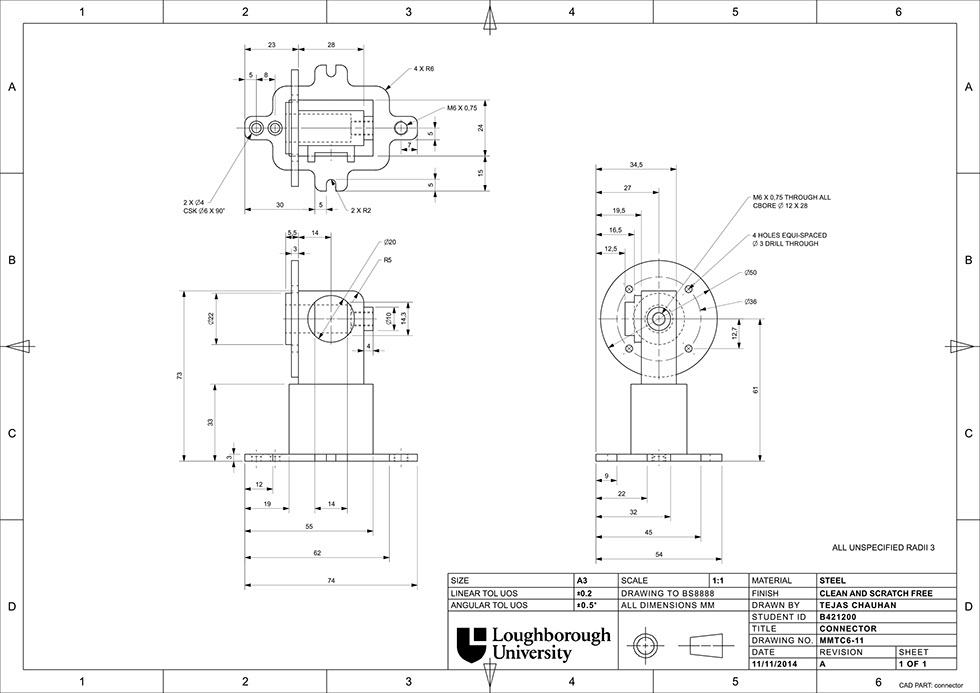 1 2 3 4 5 6
A A
23 28
5 8
4 X R6
M6 X 0,75
5
24
7
15
5
2 X Ø4
CSK Ø6 X 90°
30 5
2 X R2
34,5
27
M6 X 0,75 THROUGH ALL
CBORE Ø 12 X 28
19,5
16,5
4 HOLES EQUI-SPACED
Ø 3 DRILL THROUGH
12,5
B B
5,5 14
3
Ø20
R5
Ø50
Ø36
Ø22
Ø10
14,3
4
12,7
73
61
33
C C
3
12
19 14
55
62
74
9
22
32
45
54
ALL UNSPECIFIED RADII 3
D D
SIZE A3 SCALE 1:1 MATERIAL STEEL
LINEAR TOL UOS ±0.2 DRAWING TO BS8888 FINISH CLEAN AND SCRATCH FREE
ANGULAR TOL UOS ±0.5° ALL DIMENSIONS MM DRAWN BY TEJAS CHAUHAN
STUDENT ID B421200
TITLE CONNECTOR
DRAWING NO. MMTC6-11
DATE REVISION SHEET
11/11/2014 A 1 OF 1
Loughborough
University
1 2 3 4 5 6
CAD PART: connector